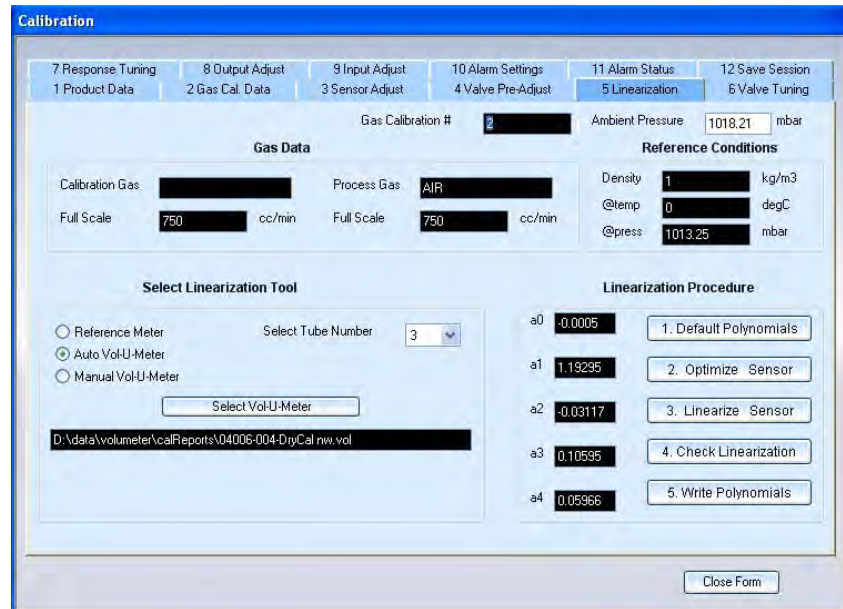 Calibration
7 Response Tuning 8 Output Adjust 9 Input Adjust 10 Alarm Settings 11 Alarm Status 12 Save Session
1 Product Data 2 Gas Cal. Data 3 Sensor Adjust 4 Valve Pre-Adjust 5 Linearization 6 Valve Tuning
Gas Calibration # 2 Ambient Pressure 1018.21 mbar
Gas Data
Calibration Gas Process Gas AIR
Full Scale 750 cc/min Full Scale 750 cc/min
Reference Conditions
Density 1 kg/m3
@temp 0 degC
@press 1013.25 mbar
Select Linearization Tool
Reference Meter Select Tube Number 3
Auto Vol-U-Meter
Manual Vol-U-Meter
Select Vol-U-Meter
D:\data\volumeter\calReports\04006-004-DryCal nw.vol
Linearization Procedure
a0 -0.0005 1. Default Polynomials
a1 1.19295 2. Optimize Sensor
a2 -0.03117 3. Linearize Sensor
a3 0.10595 4. Check Linearization
a4 0.05966 5. Write Polynomials
Close Form